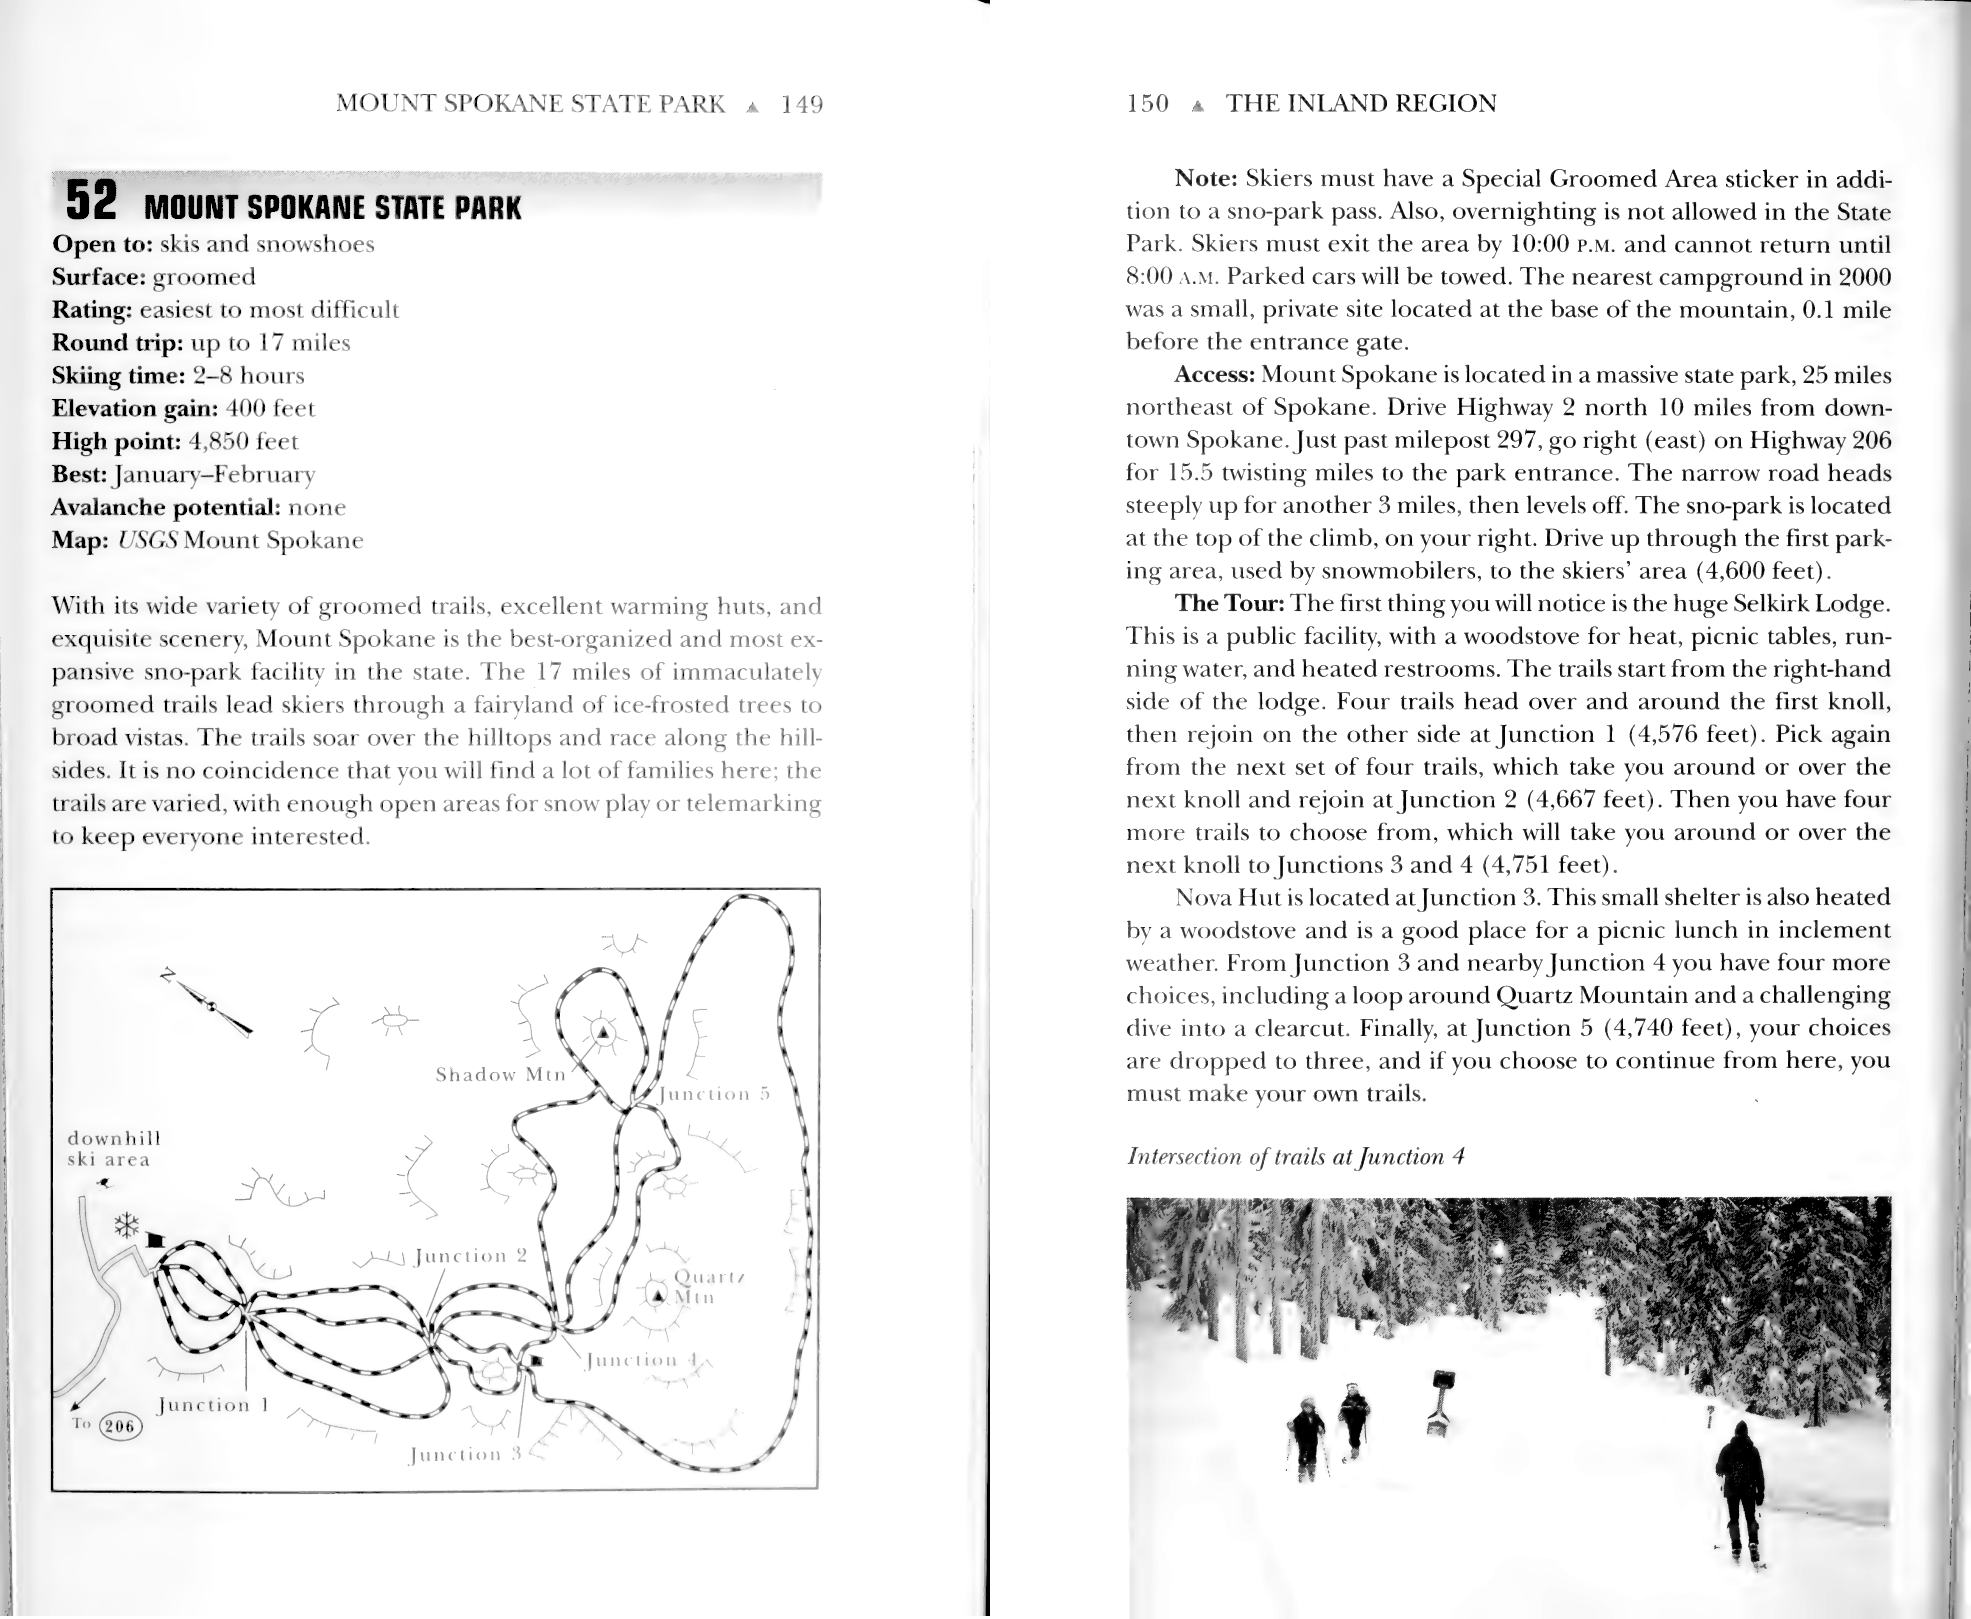 MOUNT SPOKANE STATE PARK ▲ 149
52 MOUNT SPOKANE STATE PARK
Open to: skis and snowshoes
Surface: groomed
Rating: easiest to most difficult
Round trip: up to 17 miles
Skiing time: 2–8 hours
Elevation gain: 400 feet
High point: 4,850 feet
Best: January–February
Avalanche potential: none
Map: USGS Mount Spokane
With its wide variety of groomed trails, excellent warming huts, and
exquisite scenery, Mount Spokane is the best-organized and most ex-
pansive sno-park facility in the state. The 17 miles of immaculately
groomed trails lead skiers through a fairyland of ice-frosted trees to
broad vistas. The trails soar over the hilltops and race along the hill-
sides. It is no coincidence that you will find a lot of families here; the
trails are varied, with enough open areas for snow play or telemarking
to keep everyone interested.
N
Shadow Mtn
Junction 5
downhill
ski area
Junction 2
Quartz
Mtn
Junction 4
Junction 1
To 206
Junction 3
150 ▲ THE INLAND REGION
Note: Skiers must have a Special Groomed Area sticker in addi-
tion to a sno-park pass. Also, overnighting is not allowed in the State
Park. Skiers must exit the area by 10:00 P.M. and cannot return until
8:00 A.M. Parked cars will be towed. The nearest campground in 2000
was a small, private site located at the base of the mountain, 0.1 mile
before the entrance gate.
Access: Mount Spokane is located in a massive state park, 25 miles
northeast of Spokane. Drive Highway 2 north 10 miles from down-
town Spokane. Just past milepost 297, go right (east) on Highway 206
for 15.5 twisting miles to the park entrance. The narrow road heads
steeply up for another 3 miles, then levels off. The sno-park is located
at the top of the climb, on your right. Drive up through the first park-
ing area, used by snowmobilers, to the skiers' area (4,600 feet).
The Tour: The first thing you will notice is the huge Selkirk Lodge.
This is a public facility, with a woodstove for heat, picnic tables, run-
ning water, and heated restrooms. The trails start from the right-hand
side of the lodge. Four trails head over and around the first knoll,
then rejoin on the other side at Junction 1 (4,576 feet). Pick again
from the next set of four trails, which take you around or over the
next knoll and rejoin at Junction 2 (4,667 feet). Then you have four
more trails to choose from, which will take you around or over the
next knoll to Junctions 3 and 4 (4,751 feet).
Nova Hut is located at Junction 3. This small shelter is also heated
by a woodstove and is a good place for a picnic lunch in inclement
weather. From Junction 3 and nearby Junction 4 you have four more
choices, including a loop around Quartz Mountain and a challenging
dive into a clearcut. Finally, at Junction 5 (4,740 feet), your choices
are dropped to three, and if you choose to continue from here, you
must make your own trails.
Intersection of trails at Junction 4